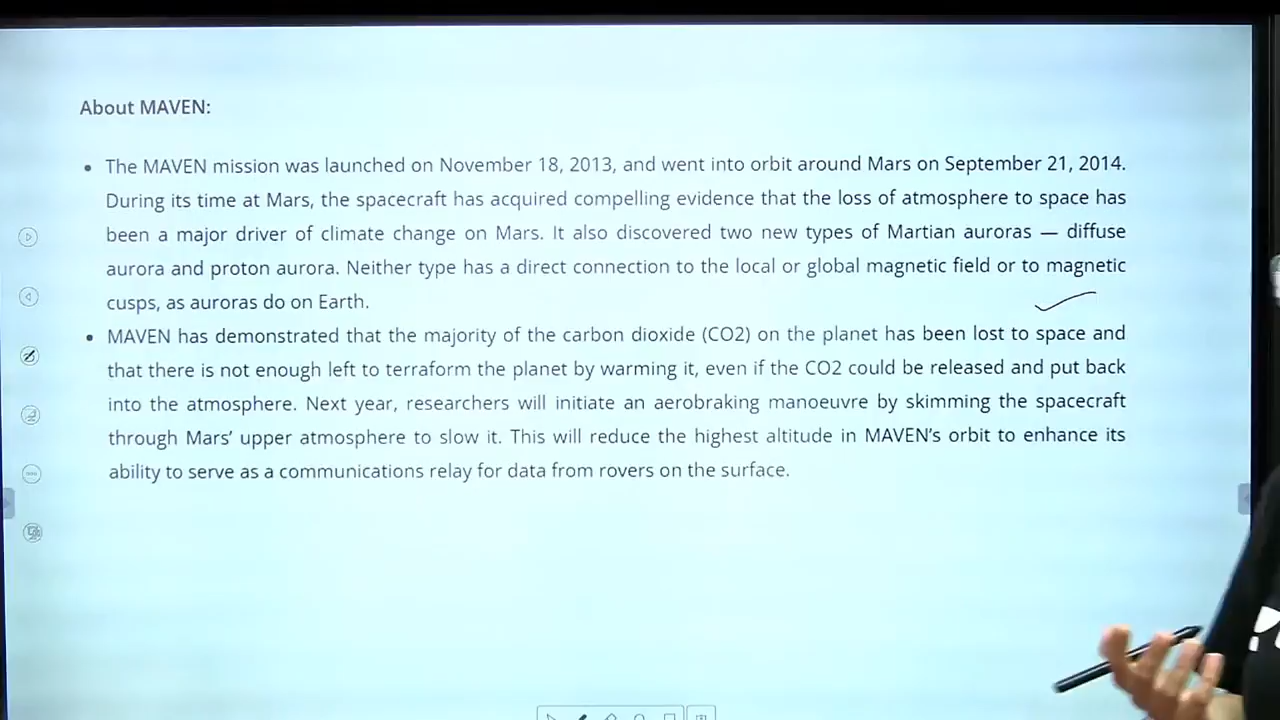 About MAVEN:
The MAVEN mission was launched on November 18, 2013, and went into orbit around Mars on September 21, 2014.
During its time at Mars, the spacecraft has acquired compelling evidence that the loss of atmosphere to space has
been a major driver of climate change on Mars. It also discovered two new types of Martian auroras — diffuse
aurora and proton aurora. Neither type has a direct connection to the local or global magnetic field or to magnetic
cusps, as auroras do on Earth.
MAVEN has demonstrated that the majority of the carbon dioxide (CO2) on the planet has been lost to space and
that there is not enough left to terraform the planet by warming it, even if the CO2 could be released and put back
into the atmosphere. Next year, researchers will initiate an aerobraking manoeuvre by skimming the spacecraft
through Mars’ upper atmosphere to slow it. This will reduce the highest altitude in MAVEN’s orbit to enhance its
ability to serve as a communications relay for data from rovers on the surface.